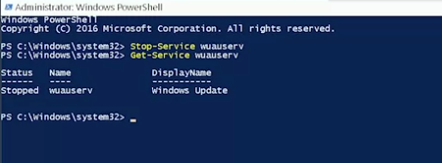 Administrator: Windows PowerShell
Windows PowerShell
Copyright (C) 2016 Microsoft Corporation. All rights reserved.
PS C:\Windows\system32> Stop-Service wuauserv
PS C:\Windows\system32> Get-Service wuauserv
Status Name DisplayName
------ ---- -----------
Stopped wuauserv Windows Update
PS C:\Windows\system32> _